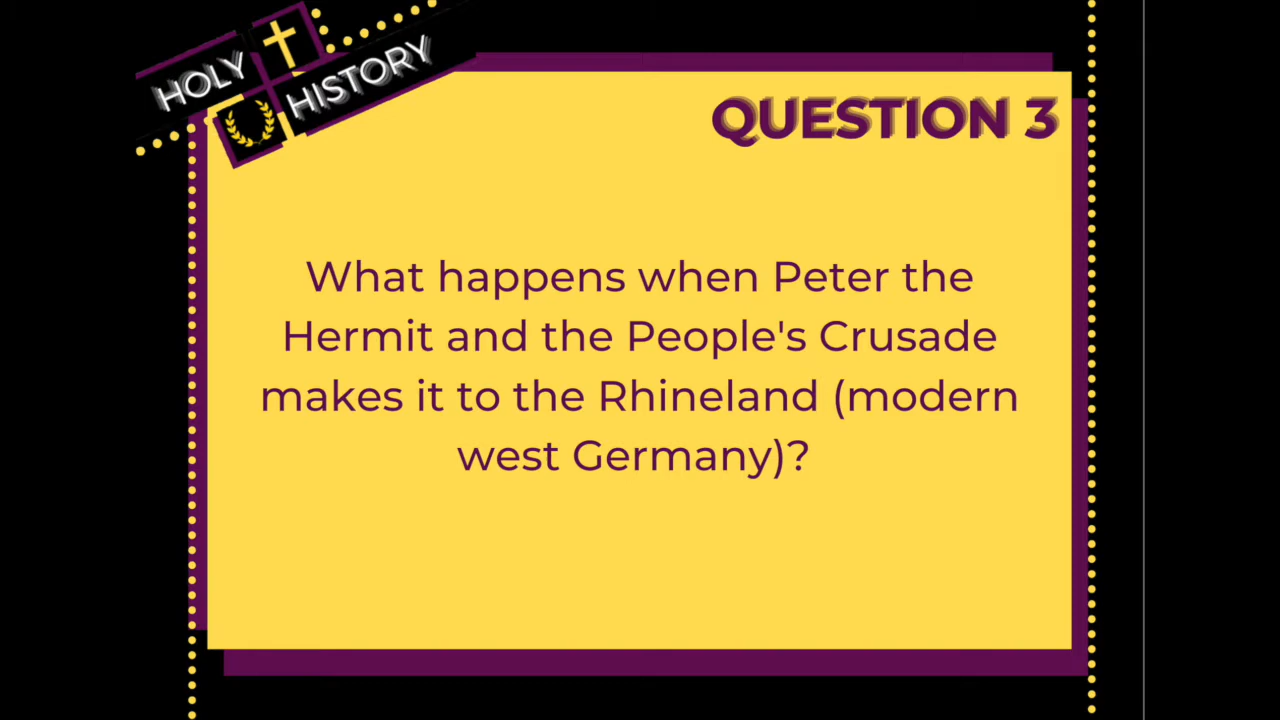 HOLY
HISTORY
QUESTION 3
What happens when Peter the
Hermit and the People's Crusade
makes it to the Rhineland (modern
west Germany)?